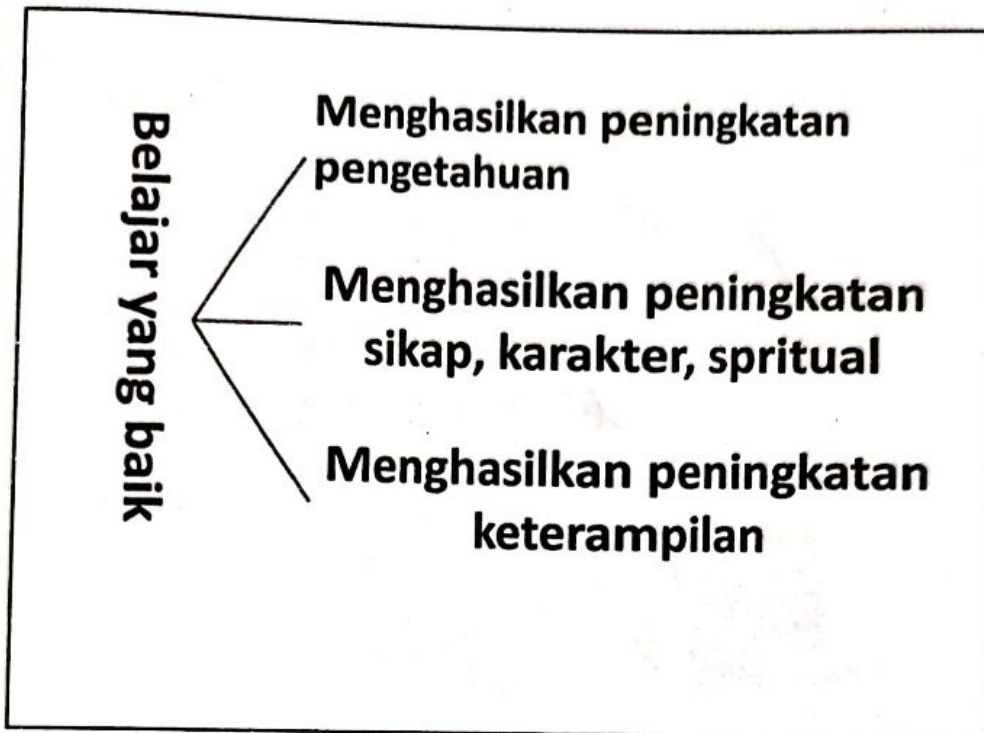 Belajar yang baik
Menghasilkan peningkatan
pengetahuan
Menghasilkan peningkatan
sikap, karakter, spritual
Menghasilkan peningkatan
keterampilan